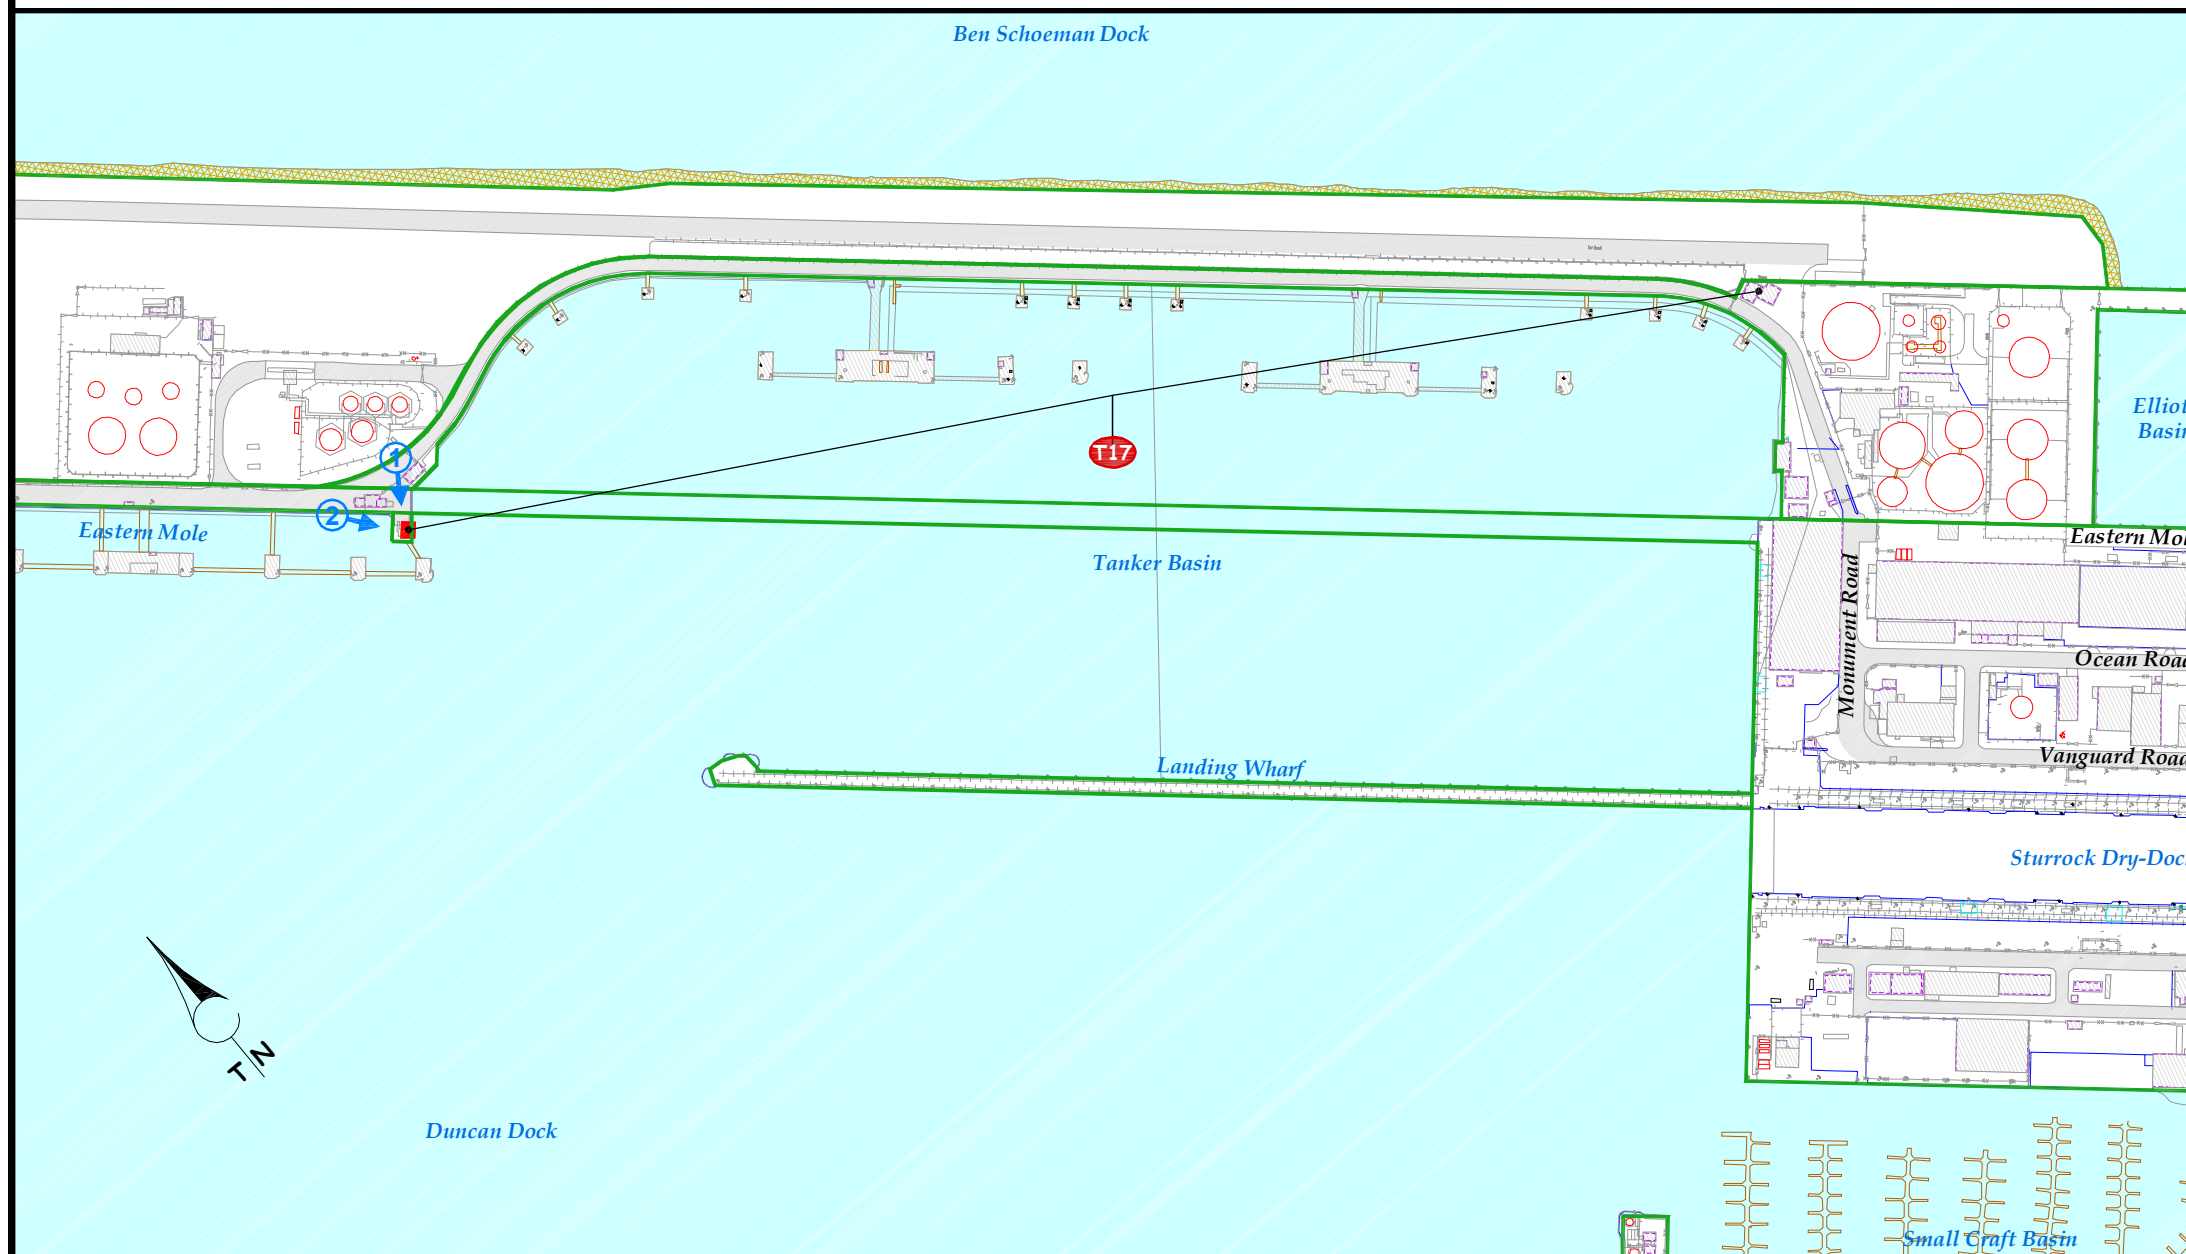 Ben Schoeman Dock
Elliot
Basin
1
T17
2
Eastern Mole
Eastern Mol
Tanker Basin
Monument Road
Ocean Road
Vanguard Road
Landing Wharf
Sturrock Dry-Doc
T N
Duncan Dock
Small Craft Basin